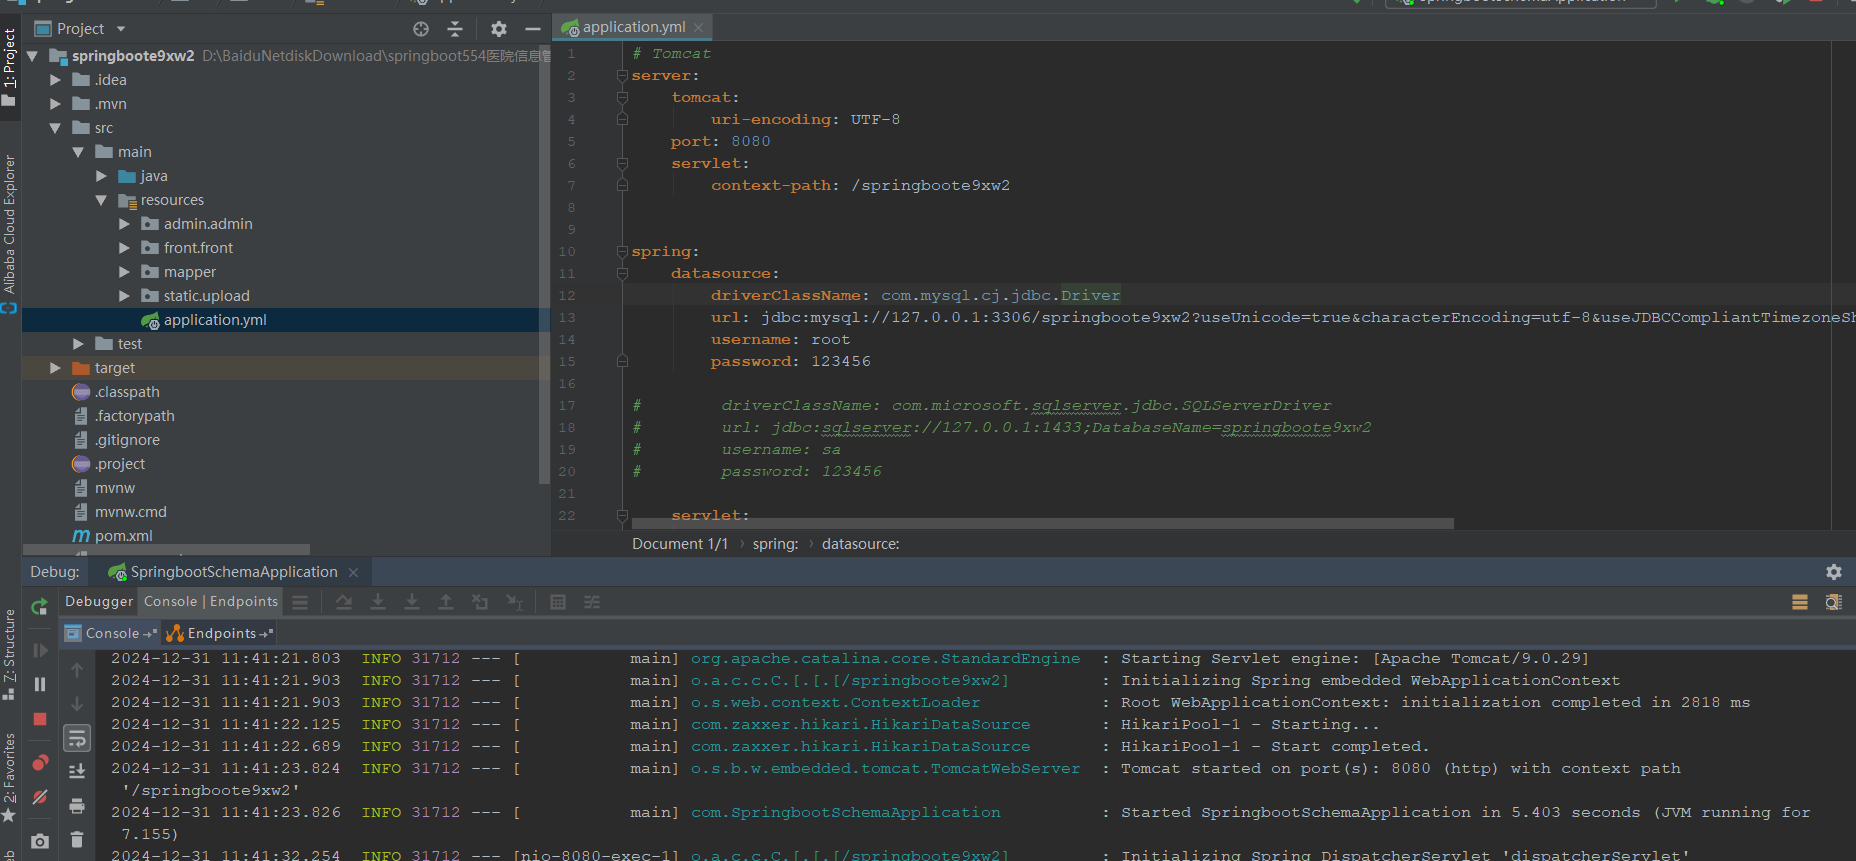 Project
springboote9xw2 D:\BaiduNetdiskDownload\springboot554医院信息管
.idea
.mvn
src
main
java
resources
admin.admin
front.front
mapper
static.upload
application.yml
test
target
.classpath
.factorypath
.gitignore
.project
mvnw
mvnw.cmd
pom.xml
1: Project
Alibaba Cloud Explorer
Z: Structure
2: Favorites
application.yml
1 # Tomcat
2 server:
3 tomcat:
4 uri-encoding: UTF-8
5 port: 8080
6 servlet:
7 context-path: /springboote9xw2
8
9
10 spring:
11 datasource:
12 driverClassName: com.mysql.cj.jdbc.Driver
13 url: jdbc:mysql://127.0.0.1:3306/springboote9xw2?useUnicode=true&characterEncoding=utf-8&useJDBCCompliantTimezoneSh
14 username: root
15 password: 123456
16
17 # driverClassName: com.microsoft.sqlserver.jdbc.SQLServerDriver
18 # url: jdbc:sqlserver://127.0.0.1:1433;DatabaseName=springboote9xw2
19 # username: sa
20 # password: 123456
21
22 servlet:
Document 1/1 › spring: › datasource:
Debug: SpringbootSchemaApplication
Debugger Console | Endpoints
Console Endpoints
2024-12-31 11:41:21.803 INFO 31712 --- [ main] org.apache.catalina.core.StandardEngine : Starting Servlet engine: [Apache Tomcat/9.0.29]
2024-12-31 11:41:21.903 INFO 31712 --- [ main] o.a.c.c.C.[.[.[/springboote9xw2] : Initializing Spring embedded WebApplicationContext
2024-12-31 11:41:21.903 INFO 31712 --- [ main] o.s.web.context.ContextLoader : Root WebApplicationContext: initialization completed in 2818 ms
2024-12-31 11:41:22.125 INFO 31712 --- [ main] com.zaxxer.hikari.HikariDataSource : HikariPool-1 - Starting...
2024-12-31 11:41:22.689 INFO 31712 --- [ main] com.zaxxer.hikari.HikariDataSource : HikariPool-1 - Start completed.
2024-12-31 11:41:23.824 INFO 31712 --- [ main] o.s.b.w.embedded.tomcat.TomcatWebServer : Tomcat started on port(s): 8080 (http) with context path
'/springboote9xw2'
2024-12-31 11:41:23.826 INFO 31712 --- [ main] com.SpringbootSchemaApplication : Started SpringbootSchemaApplication in 5.403 seconds (JVM running for
7.155)
2024-12-31 11:41:32.254 INFO 31712 --- [nio-8080-exec-1] o.a.c.c.C.[.[.[/springboote9xw2] : Initializing Spring DispatcherServlet 'dispatcherServlet'